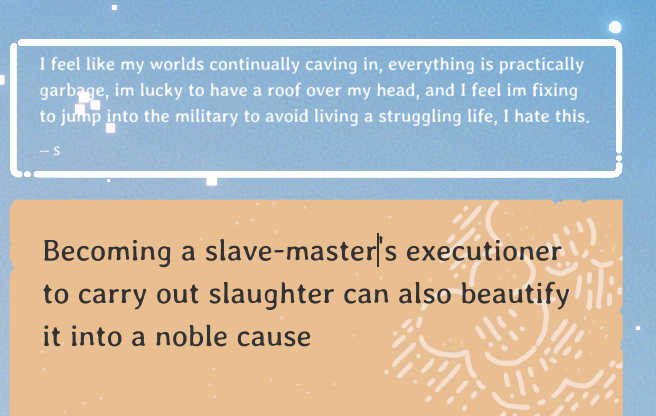 I feel like my worlds continually caving in, everything is practically
garbage, im lucky to have a roof over my head, and I feel im fixing
to jump into the military to avoid living a struggling life, I hate this.
-- S
Becoming a slave-master's executioner
to carry out slaughter can also beautify
it into a noble cause